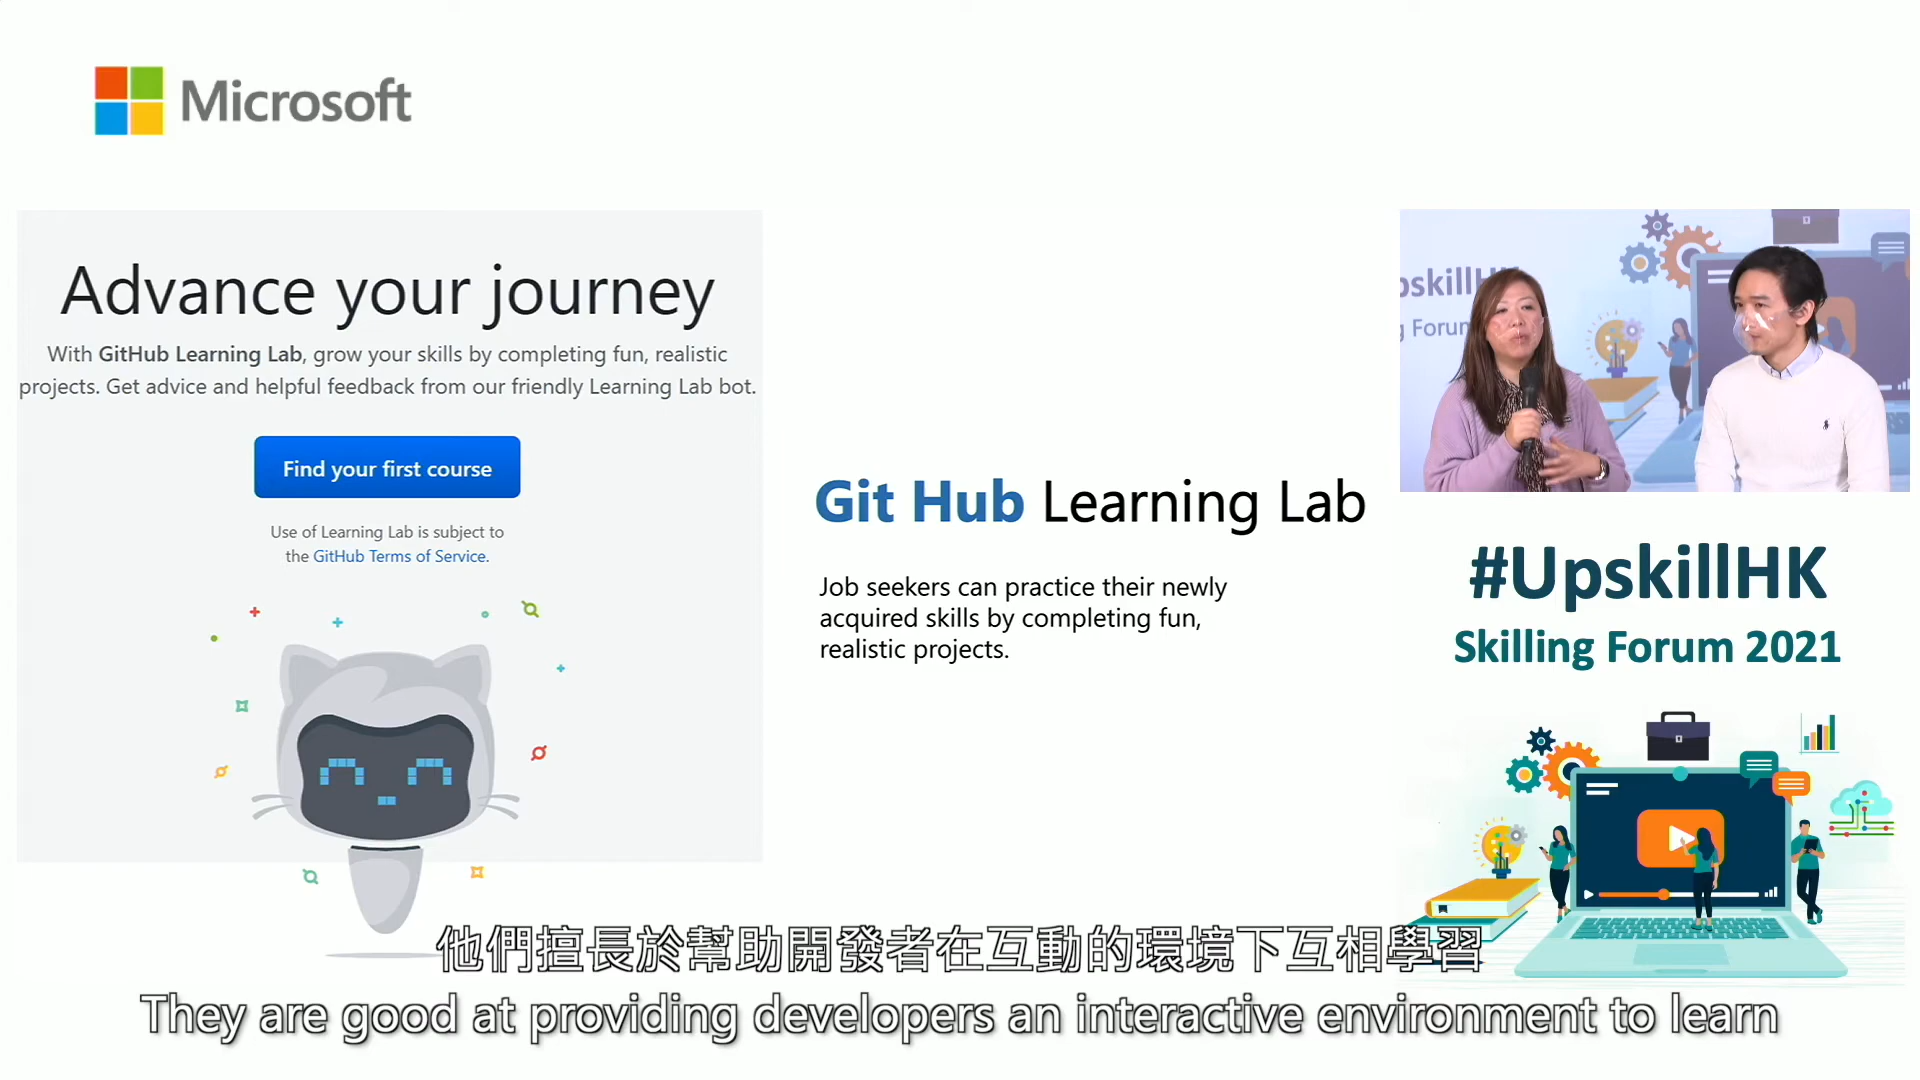 Microsoft
Advance your journey
With GitHub Learning Lab, grow your skills by completing fun, realistic
projects. Get advice and helpful feedback from our friendly Learning Lab bot.
Find your first course
Use of Learning Lab is subject to
the GitHub Terms of Service.
Git Hub Learning Lab
Job seekers can practice their newly
acquired skills by completing fun,
realistic projects.
#UpskillHK
Skilling Forum 2021
他們擅長於幫助開發者在互動的環境下互相學習
They are good at providing developers an interactive environment to learn